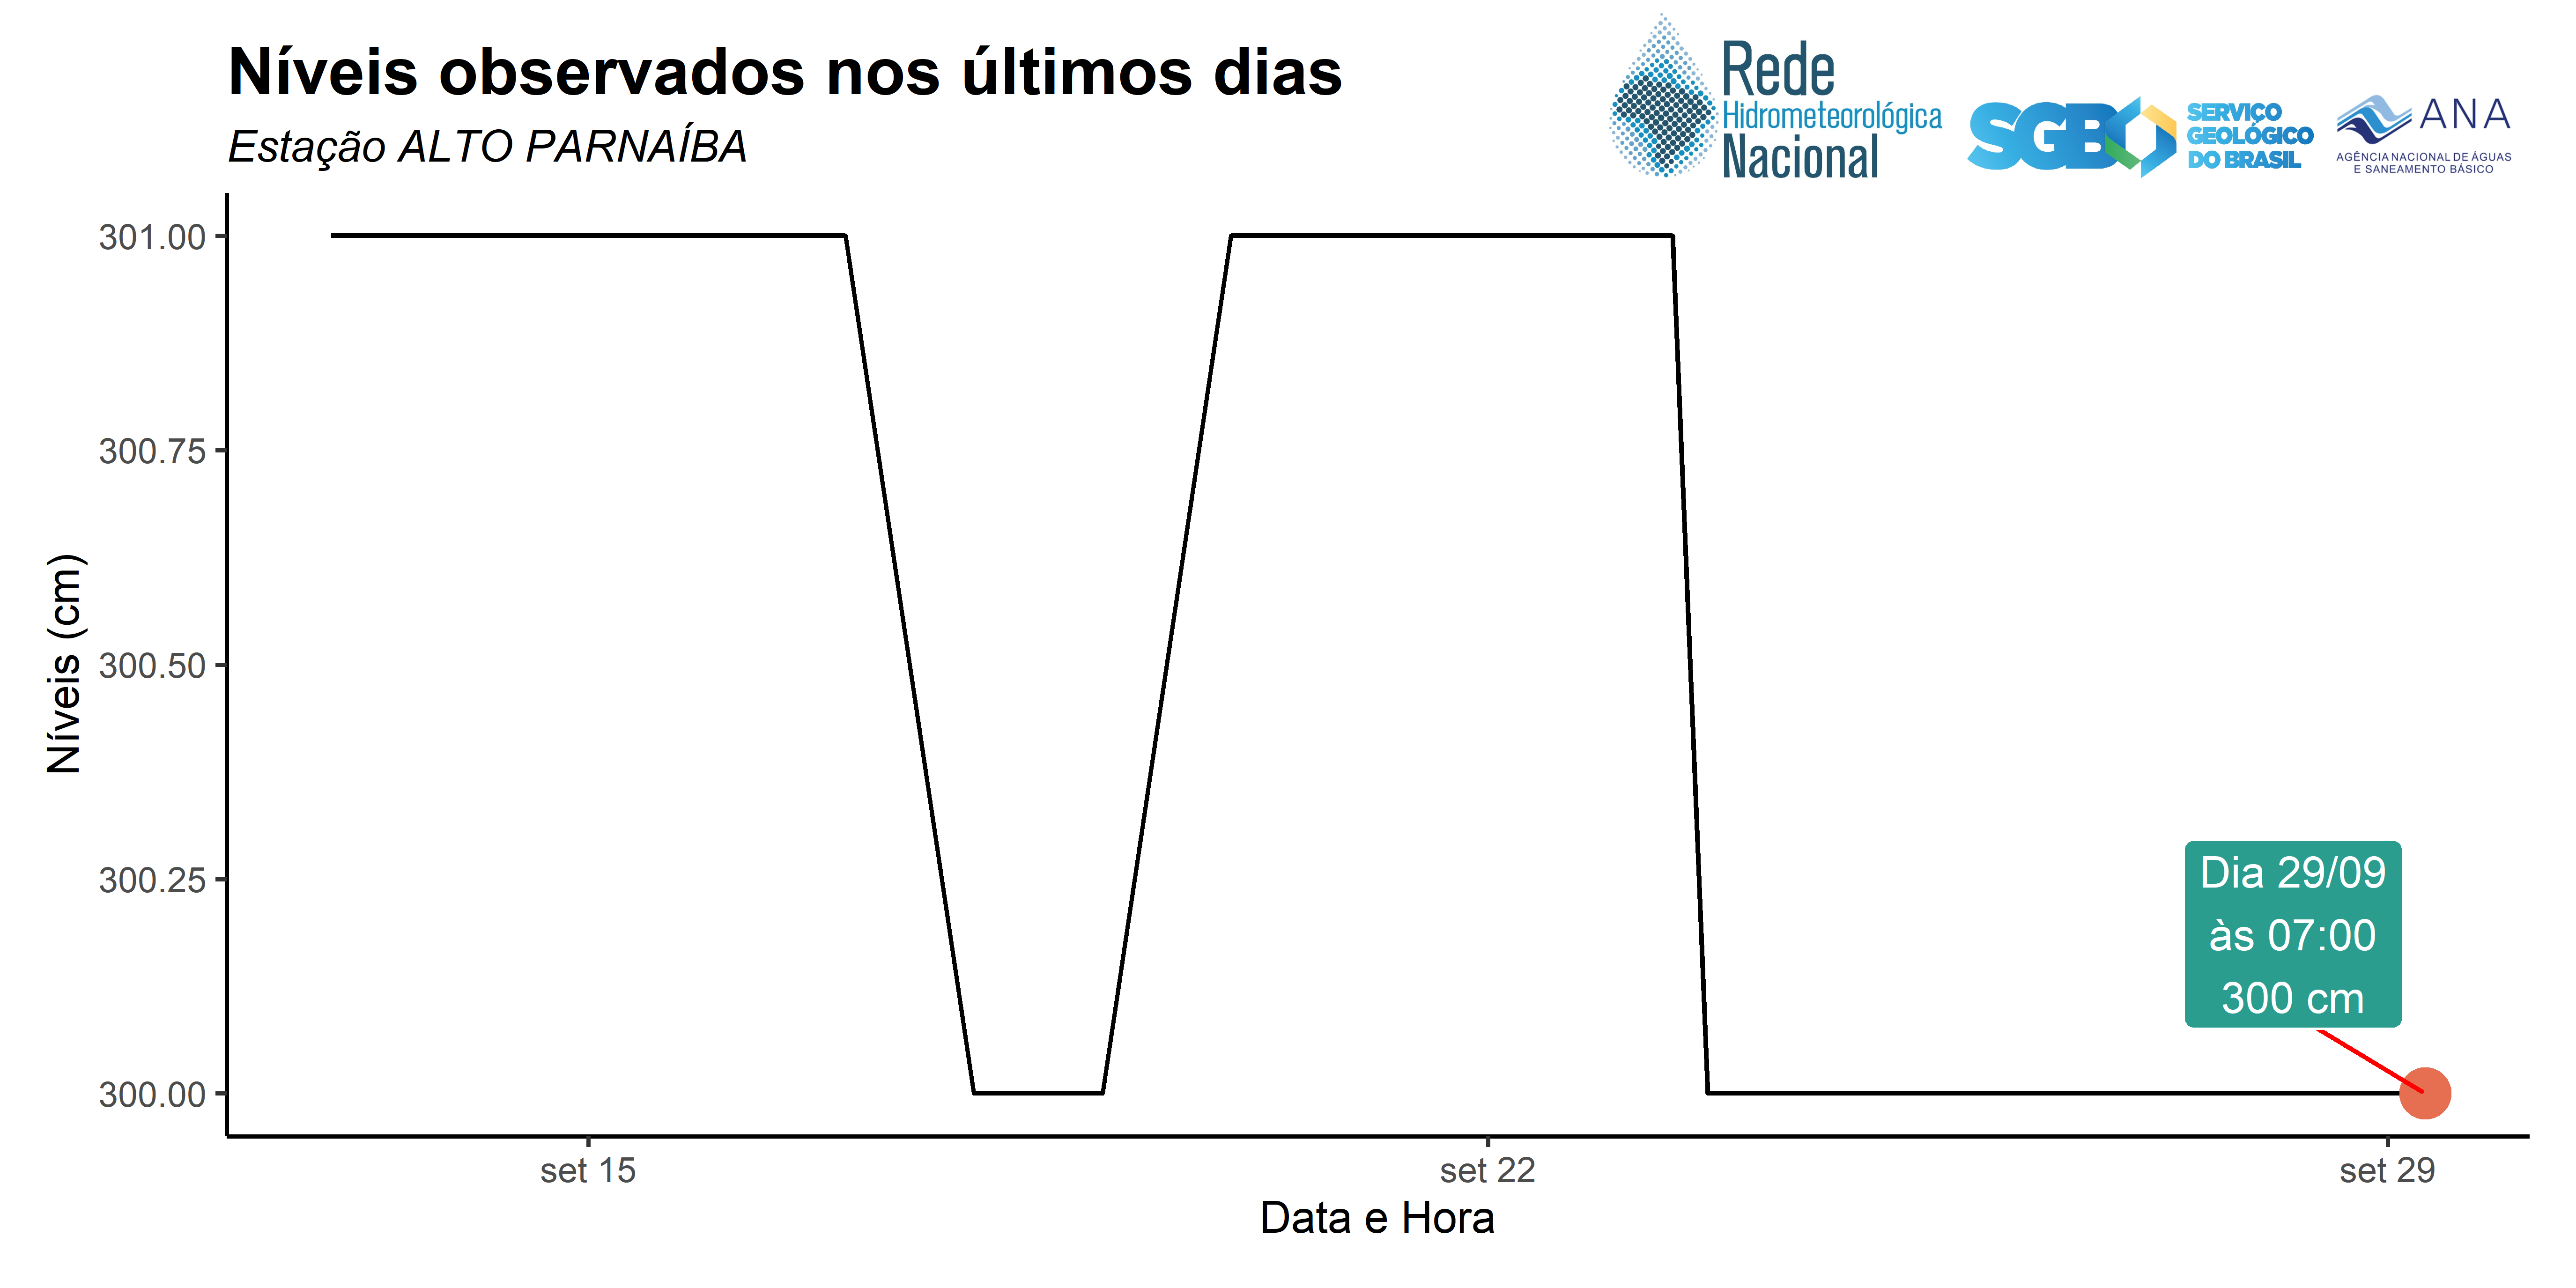 Níveis observados nos últimos dias
Estação ALTO PARNAÍBA
Rede
Hidrometeorológica
Nacional
SGB
SERVIÇO
GEOLÓGICO
DO BRASIL
ANA
AGÊNCIA NACIONAL DE ÁGUAS
E SANEAMENTO BÁSICO
Níveis (cm)
301.00
300.75
300.50
300.25
300.00
Dia 29/09
às 07:00
300 cm
set 15
set 22
set 29
Data e Hora